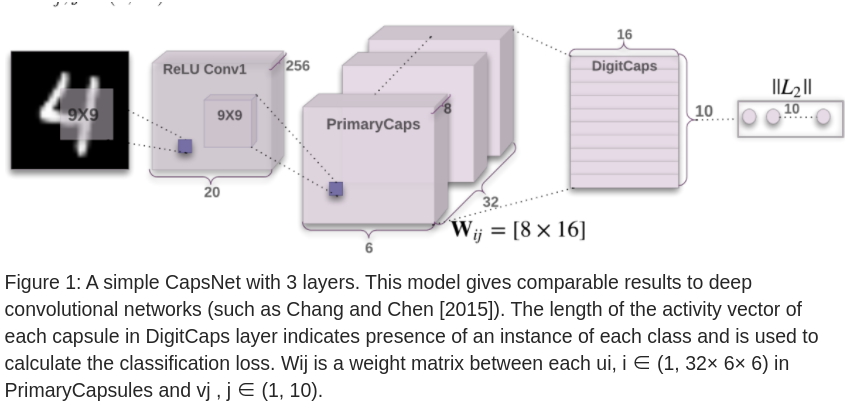 16
ReLU Conv1
256
DigitCaps
||L₂||
9X9
9X9
8
10
10
PrimaryCaps
20
32
6
W_ij = [8 × 16]
Figure 1: A simple CapsNet with 3 layers. This model gives comparable results to deep
convolutional networks (such as Chang and Chen [2015]). The length of the activity vector of
each capsule in DigitCaps layer indicates presence of an instance of each class and is used to
calculate the classification loss. Wij is a weight matrix between each ui, i ∈ (1, 32× 6× 6) in
PrimaryCapsules and vj , j ∈ (1, 10).